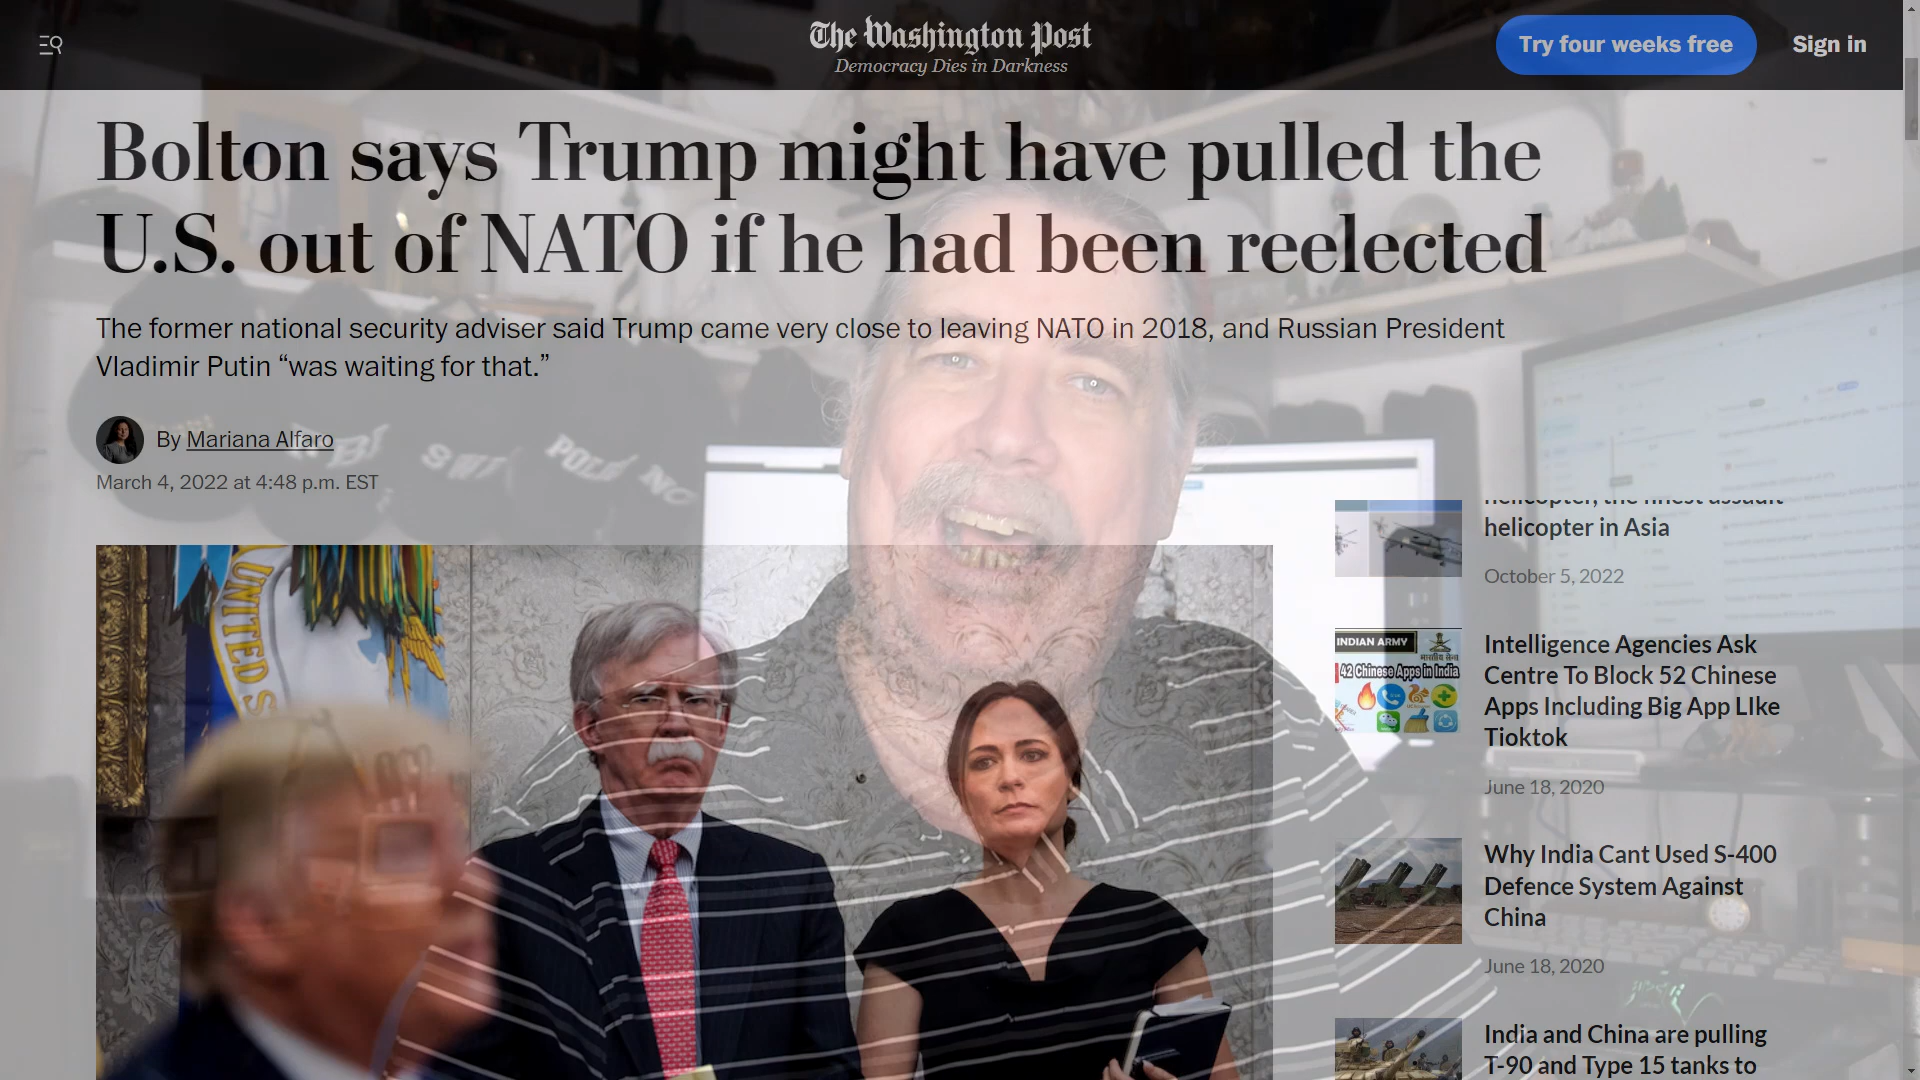 The Washington Post
Democracy Dies in Darkness
Try four weeks free
Sign in
Bolton says Trump might have pulled the
U.S. out of NATO if he had been reelected
The former national security adviser said Trump came very close to leaving NATO in 2018, and Russian President
Vladimir Putin “was waiting for that.”
By Mariana Alfaro
March 4, 2022 at 4:48 p.m. EST
UNITED S
helicopter, the finest assault
helicopter in Asia
October 5, 2022
INDIAN ARMY
42 Chinese Apps in India
Intelligence Agencies Ask
Centre To Block 52 Chinese
Apps Including Big App LIke
Tioktok
June 18, 2020
Why India Cant Used S-400
Defence System Against
China
June 18, 2020
India and China are pulling
T-90 and Type 15 tanks to